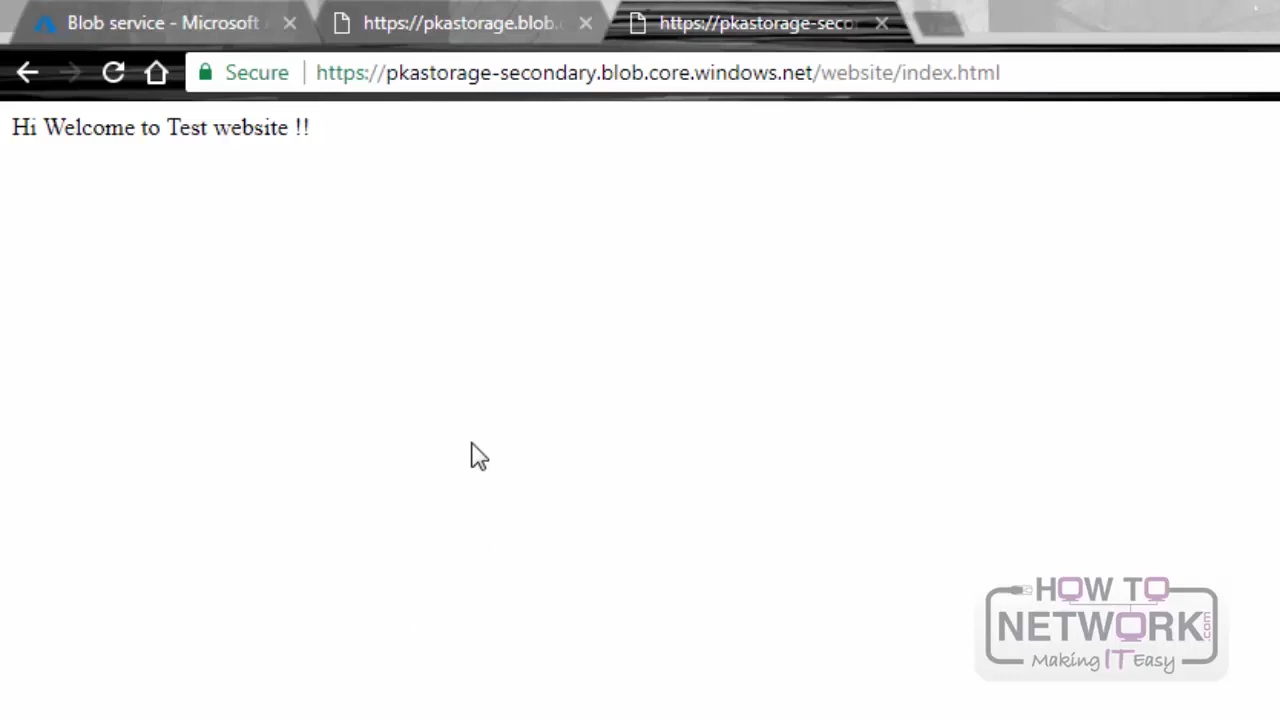 Blob service - Microsoft
https://pkastorage.blob.
https://pkastorage-seco
Secure
https://pkastorage-secondary.blob.core.windows.net/website/index.html
Hi Welcome to Test website !!
HOW TO
NETWORK.com
Making IT Easy